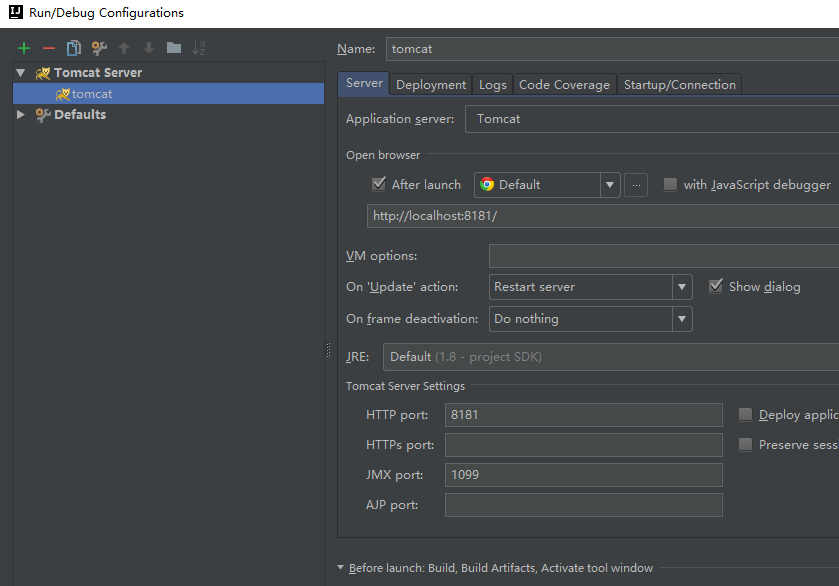 Run/Debug Configurations
Name: tomcat
Tomcat Server
tomcat
Defaults
Server Deployment Logs Code Coverage Startup/Connection
Application server: Tomcat
Open browser
After launch Default ... with JavaScript debugger
http://localhost:8181/
VM options:
On 'Update' action: Restart server Show dialog
On frame deactivation: Do nothing
JRE: Default (1.8 - project SDK)
Tomcat Server Settings
HTTP port: 8181 Deploy applic
HTTPs port: Preserve sess
JMX port: 1099
AJP port:
Before launch: Build, Build Artifacts, Activate tool window